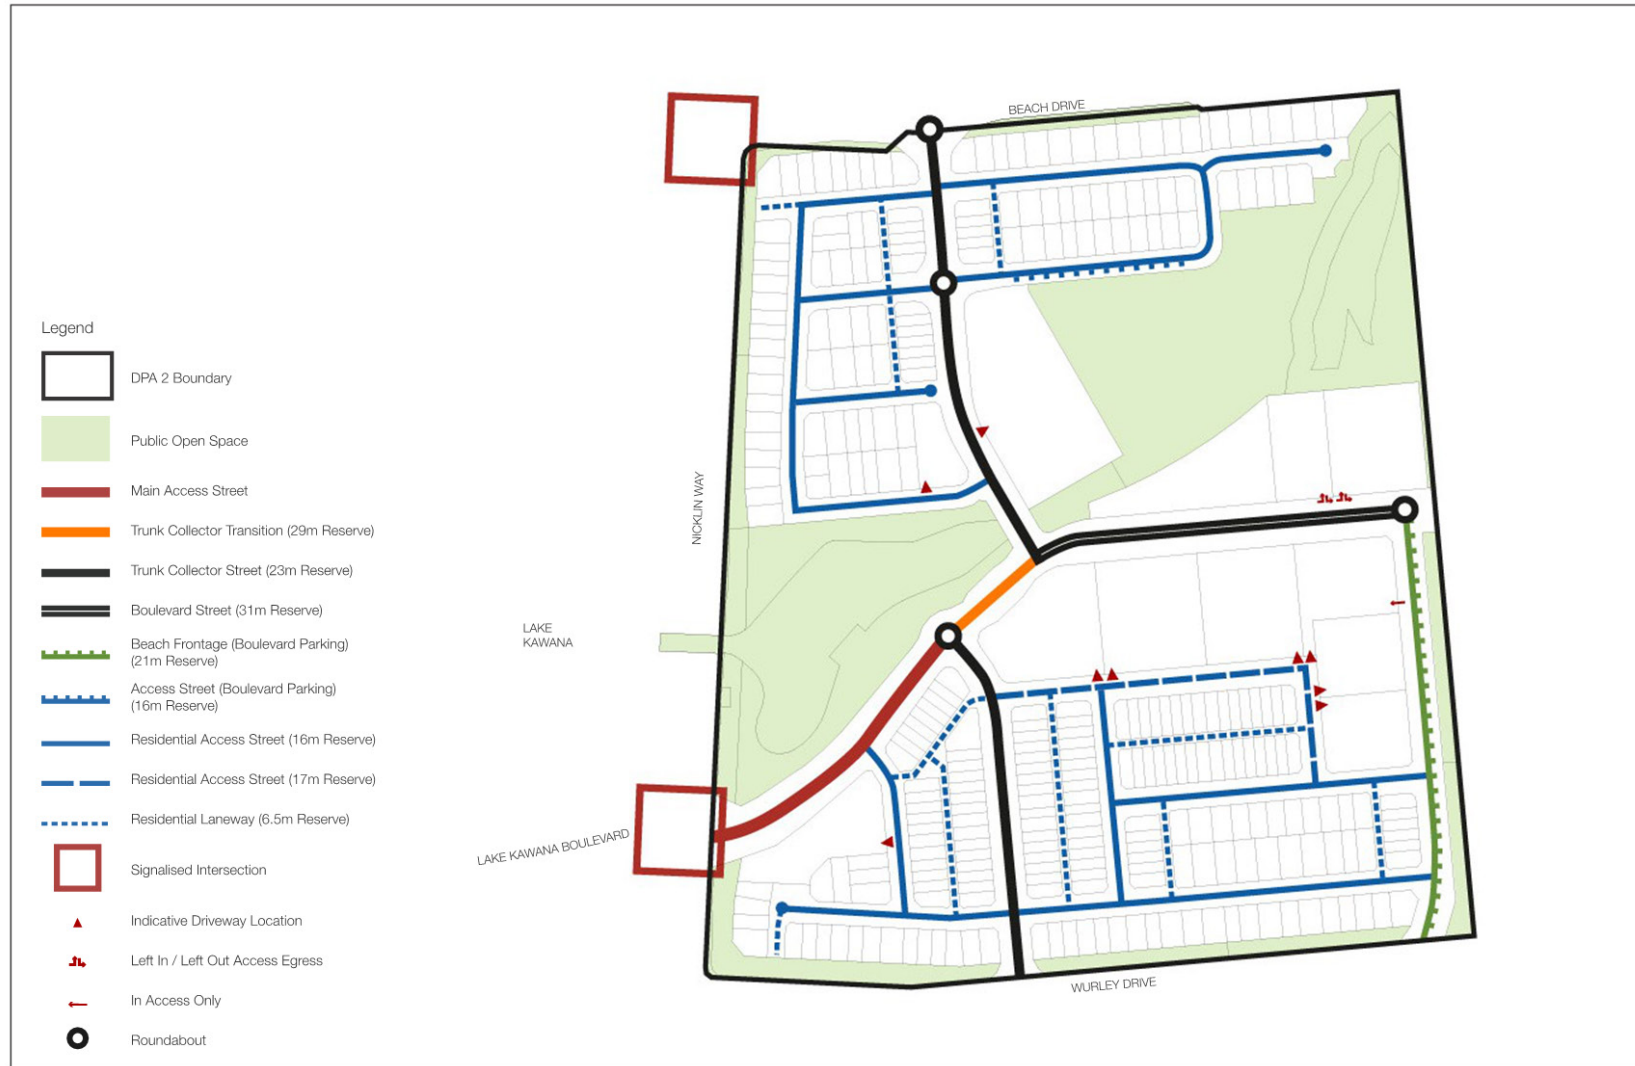 BEACH DRIVE
Legend
DPA 2 Boundary
Public Open Space
Main Access Street
Trunk Collector Transition (29m Reserve)
Trunk Collector Street (23m Reserve)
Boulevard Street (31m Reserve)
Beach Frontage (Boulevard Parking)
(21m Reserve)
Access Street (Boulevard Parking)
(16m Reserve)
Residential Access Street (16m Reserve)
Residential Access Street (17m Reserve)
Residential Laneway (6.5m Reserve)
Signalised Intersection
Indicative Driveway Location
Left In / Left Out Access Egress
In Access Only
Roundabout
NICKLIN WAY
LAKE
KAWANA
LAKE KAWANA BOULEVARD
WURLEY DRIVE